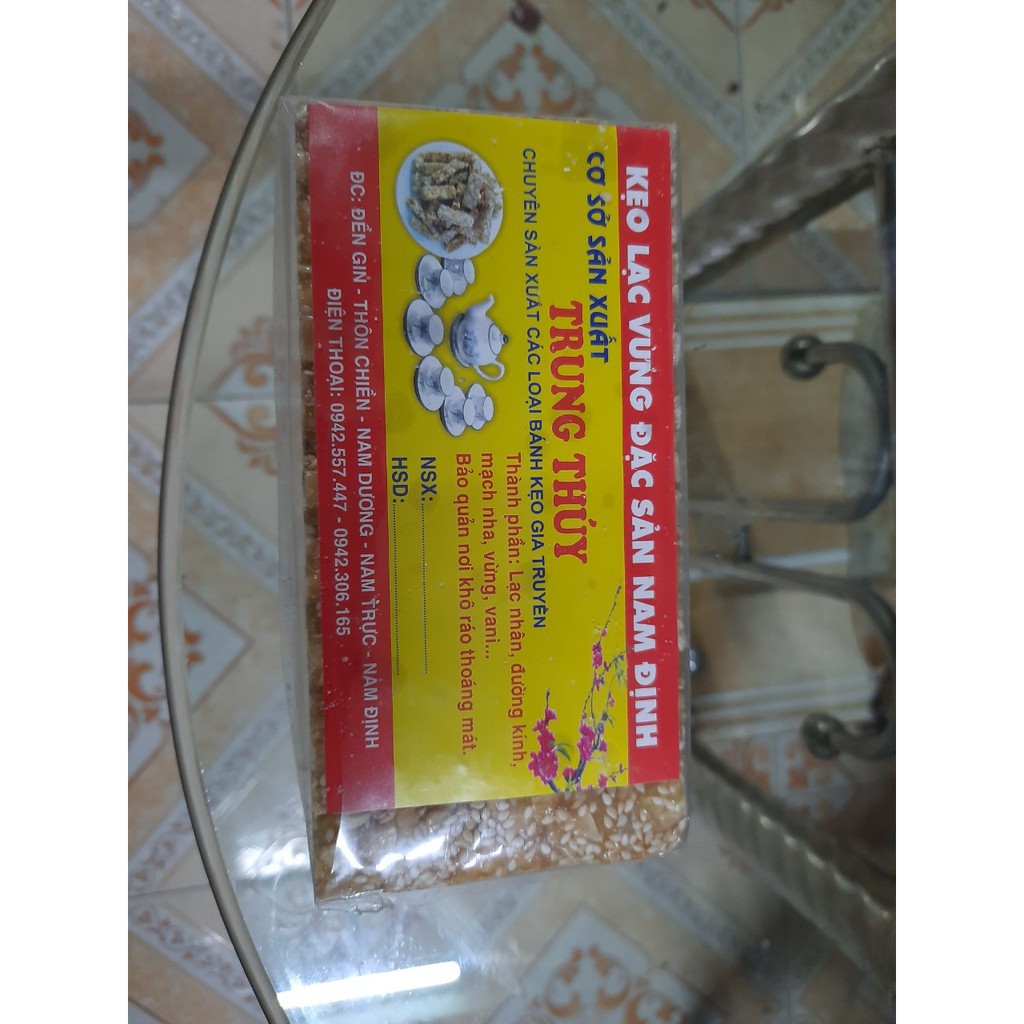 KẸO LẠC VỪNG ĐẶC SẢN NAM ĐỊNH
CƠ SỞ SẢN XUẤT
TRUNG THÚY
CHUYÊN SẢN XUẤT CÁC LOẠI BÁNH KẸO GIA TRUYỀN
Thành phần: Lạc nhân, đường kính,
mạch nha, vừng, vani...
Bảo quản nơi khô ráo thoáng mát.
NSX:
HSD:
ĐC: ĐỀN GIN - THÔN CHIỀN - NAM DƯƠNG - NAM TRỰC - NAM ĐỊNH
ĐIỆN THOẠI: 0942.557.447 - 0942.306.165